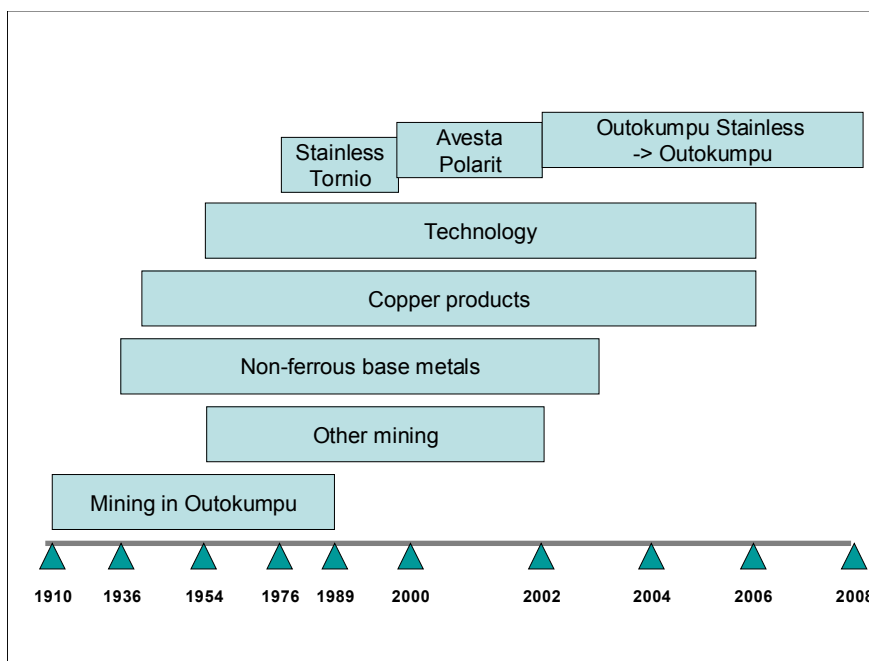 Stainless
Tornio
Avesta
Polarit
Outokumpu Stainless
-> Outokumpu
Technology
Copper products
Non-ferrous base metals
Other mining
Mining in Outokumpu
1910 1936 1954 1976 1989 2000 2002 2004 2006 2008